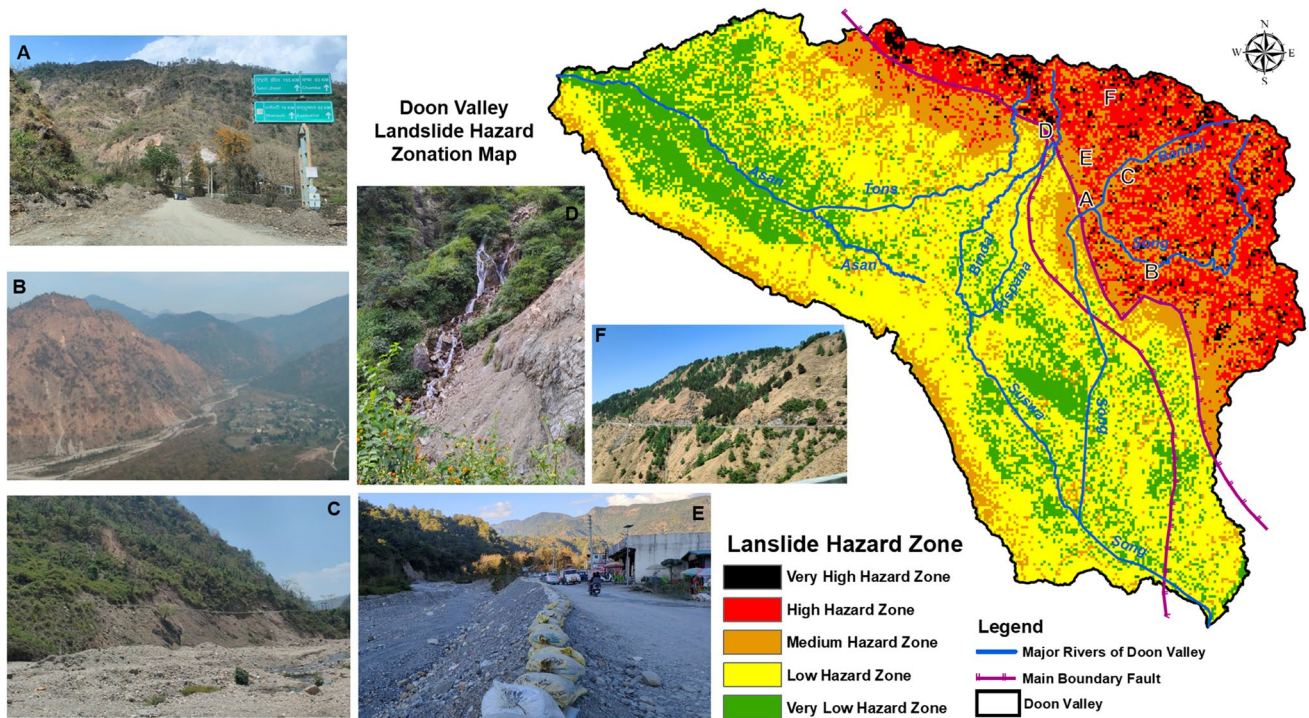 A
Chamba
Doon Valley
Landslide Hazard
Zonation Map
B
C
D
E
F
N
W E
S
F
D
E
Bandal
C
A
Song
B
Asan
Tons
Asan
Bindal
Rispana
Suswa
Song
Song
Lanslide Hazard Zone
Very High Hazard Zone
High Hazard Zone
Medium Hazard Zone
Low Hazard Zone
Very Low Hazard Zone
Legend
Major Rivers of Doon Valley
Main Boundary Fault
Doon Valley